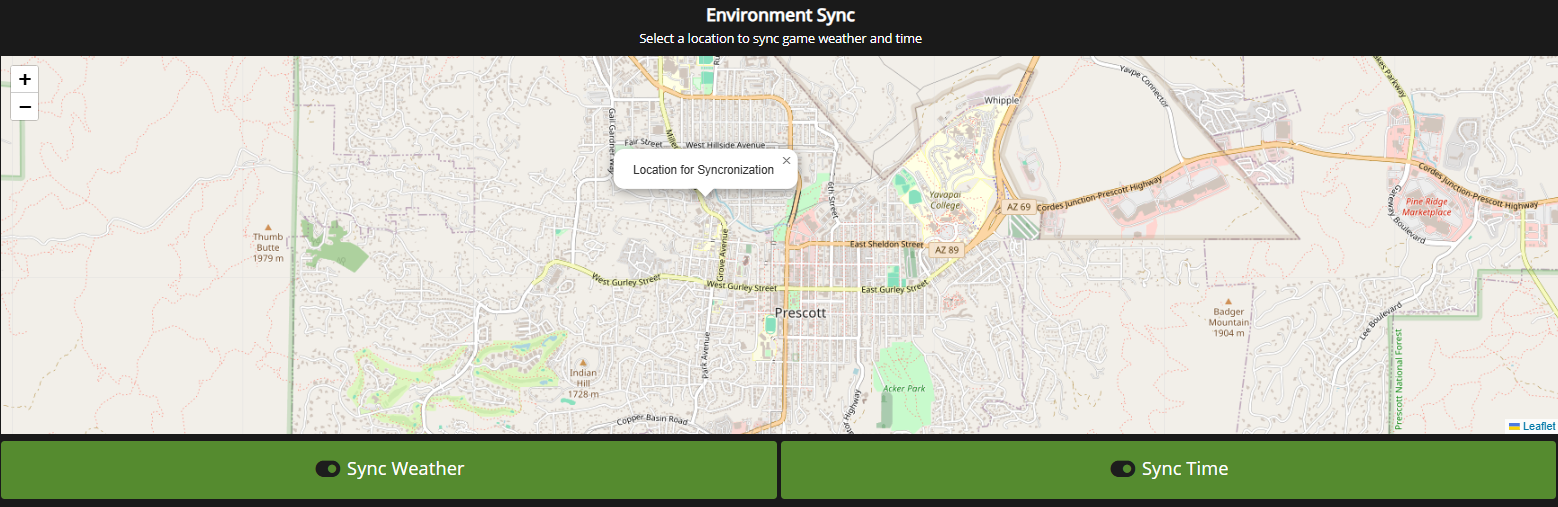 Environment Sync
Select a location to sync game weather and time
+
−
Yavpe Connector
Whipple
Gail Gardner Way
Fair Street
West Hillside Avenue
×
Location for Syncronization
6th Street
Yavapai
College
AZ 69
Cordes Junction-Prescott Highway
Cordes Junction-Prescott Highway
Pine Ridge
Marketplace
Gateway Boulevard
Thumb
Butte
1979 m
Grove Avenue
East Sheldon Street
AZ 89
West Gurley Street
West Gurley Street
East Gurley Street
Prescott
Badger
Mountain
1904 m
Lee Boulevard
Park Avenue
Indian
Hill
1728 m
Acker Park
Prescott National Forest
Copper Basin Road
Highway
Leaflet
Sync Weather
Sync Time